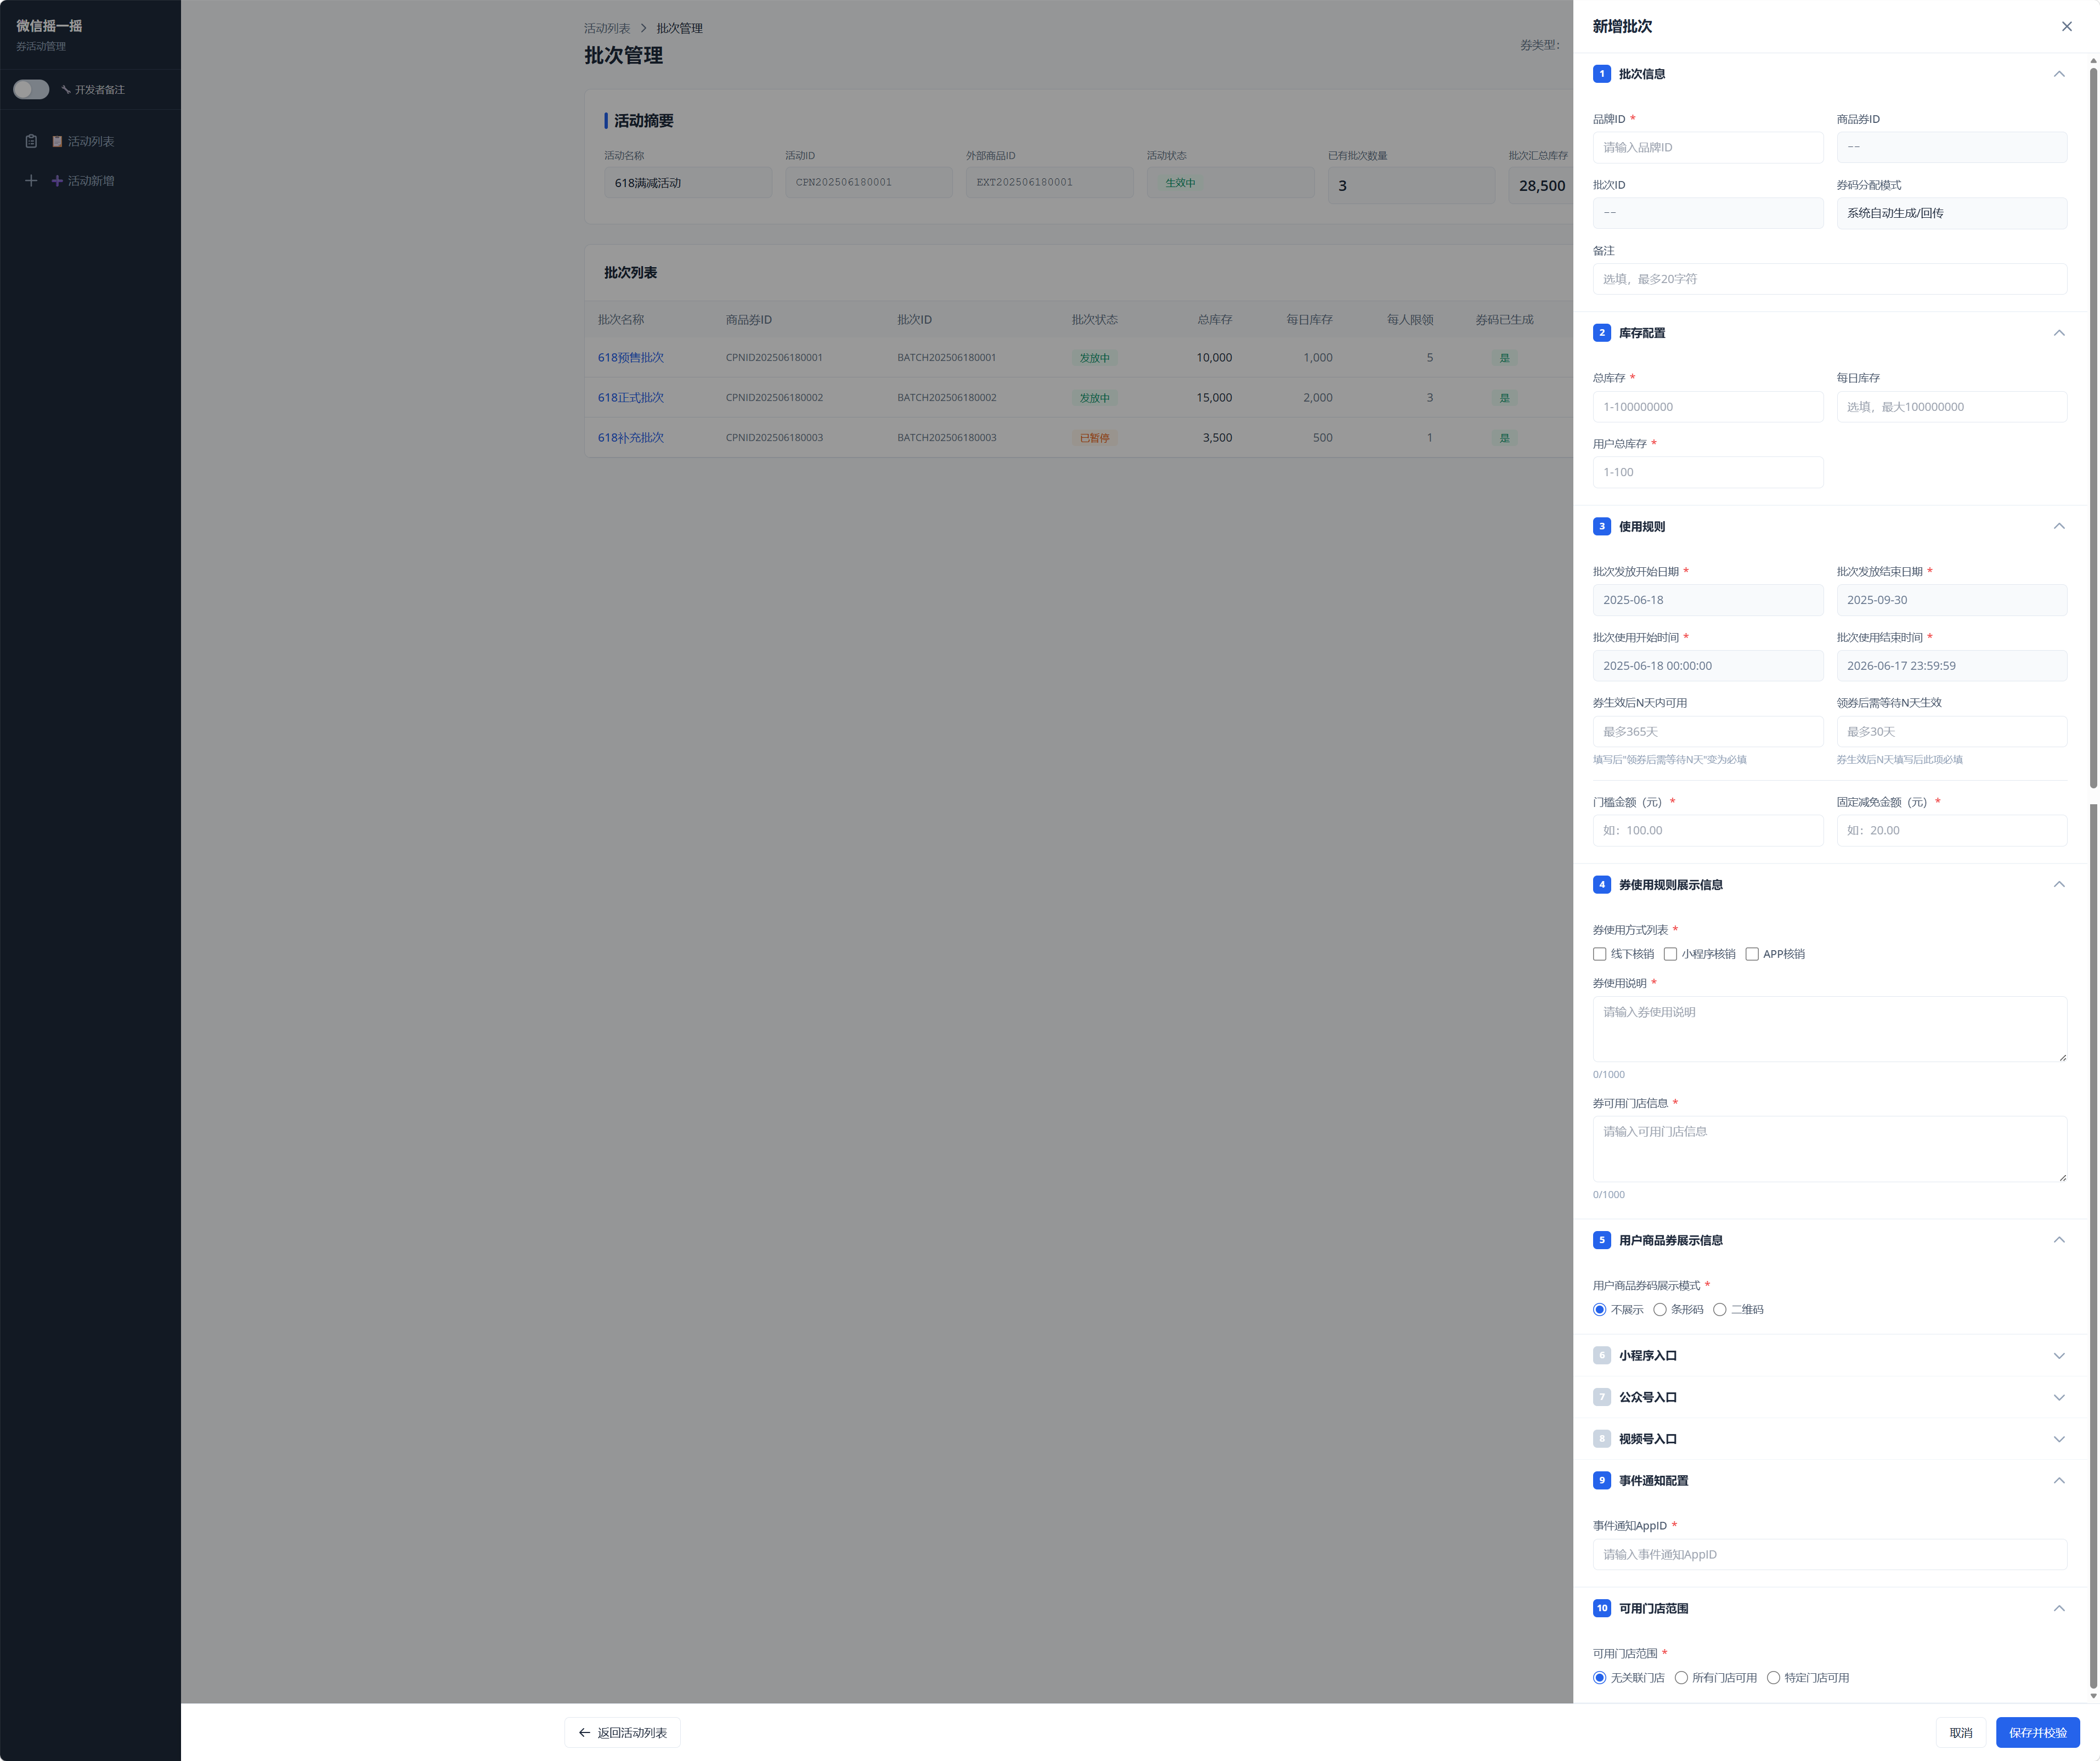 微信摇一摇
券活动管理
开发者备注
活动列表
活动新增
活动列表 > 批次管理
批次管理
券类型:
活动摘要
活动名称 活动ID 外部商品ID 活动状态 已有批次数量 批次汇总库存
618满减活动 CPN202506180001 EXT202506180001 生效中 3 28,500
批次列表
批次名称 商品券ID 批次ID 批次状态 总库存 每日库存 每人限领 券码已生成
618预售批次 CPNID202506180001 BATCH202506180001 发放中 10,000 1,000 5 是
618正式批次 CPNID202506180002 BATCH202506180002 发放中 15,000 2,000 3 是
618补充批次 CPNID202506180003 BATCH202506180003 已暂停 3,500 500 1 是
返回活动列表
新增批次
1 批次信息
品牌ID * 商品券ID
请输入品牌ID --
批次ID 券码分配模式
-- 系统自动生成/回传
备注
选填，最多20字符
2 库存配置
总库存 * 每日库存
1-100000000 选填，最大100000000
用户总库存 *
1-100
3 使用规则
批次发放开始日期 * 批次发放结束日期 *
2025-06-18 2025-09-30
批次使用开始时间 * 批次使用结束时间 *
2025-06-18 00:00:00 2026-06-17 23:59:59
券生效后N天内可用 领券后需等待N天生效
最多365天 最多30天
填写后"领券后需等待N天"变为必填 券生效后N天填写后此项必填
门槛金额（元） * 固定减免金额（元） *
如：100.00 如：20.00
4 券使用规则展示信息
券使用方式列表 *
线下核销 小程序核销 APP核销
券使用说明 *
请输入券使用说明
0/1000
券可用门店信息 *
请输入可用门店信息
0/1000
5 用户商品券展示信息
用户商品券码展示模式 *
不展示 条形码 二维码
6 小程序入口
7 公众号入口
8 视频号入口
9 事件通知配置
事件通知AppID *
请输入事件通知AppID
10 可用门店范围
可用门店范围 *
无关联门店 所有门店可用 特定门店可用
取消 保存并校验